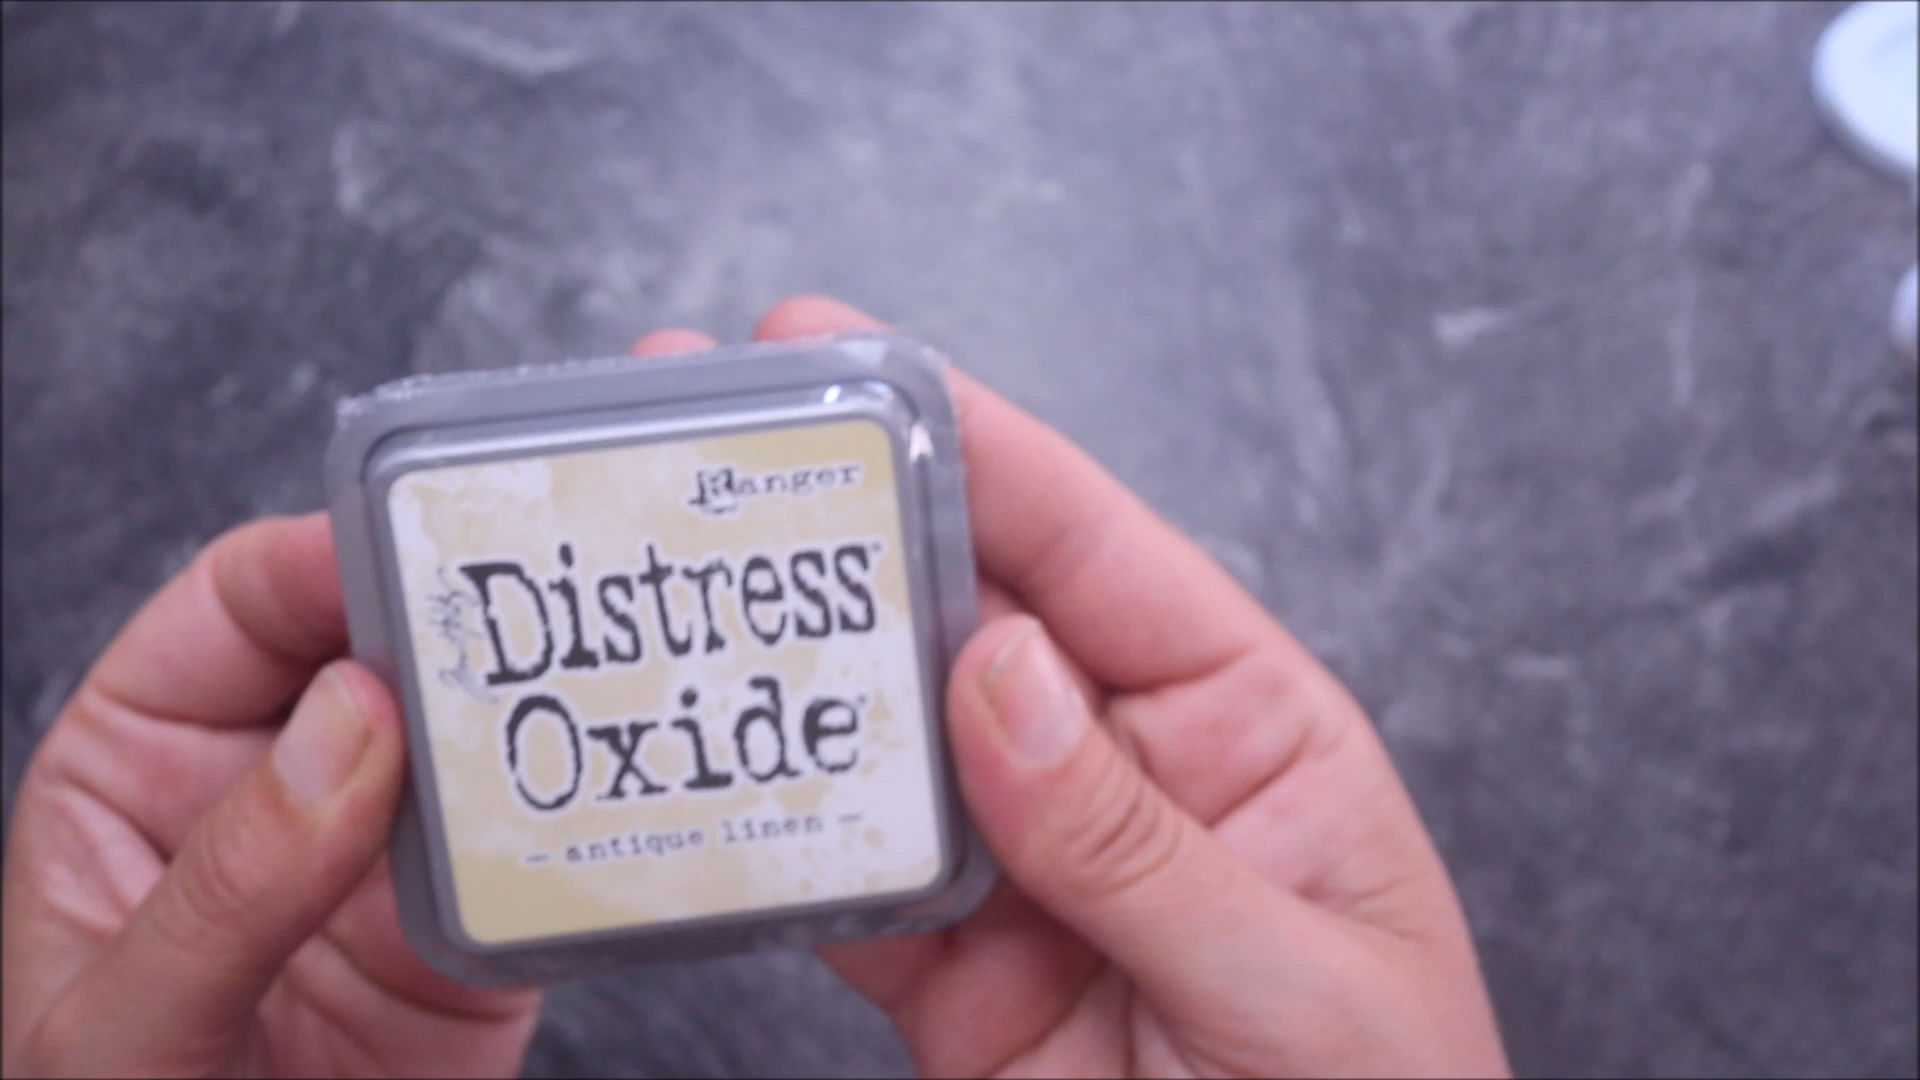 Ranger
Distress
Oxide
— antique linen —